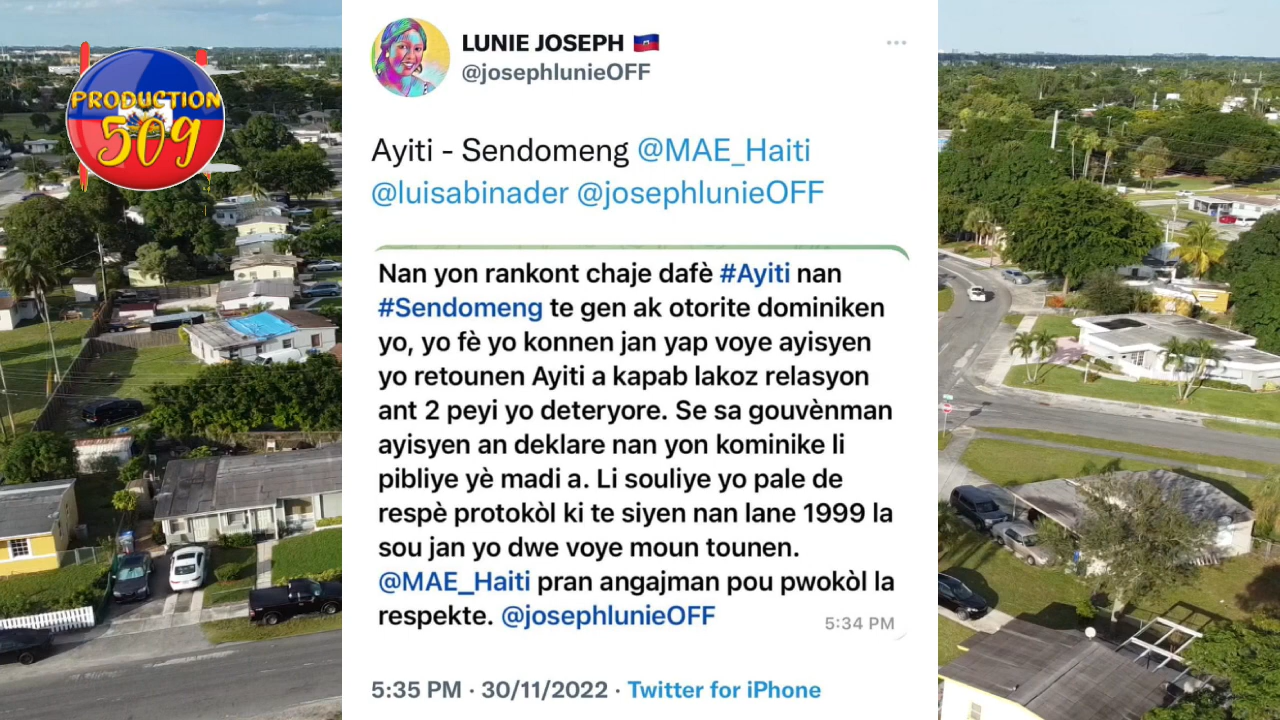 PRODUCTION
509
LUNIE JOSEPH 🇭🇹
@josephlunieOFF
Ayiti - Sendomeng @MAE_Haiti
@luisabinader @josephlunieOFF
Nan yon rankont chaje dafè #Ayiti nan
#Sendomeng te gen ak otorite dominiken
yo, yo fè yo konnen jan yap voye ayisyen
yo retounen Ayiti a kapab lakoz relasyon
ant 2 peyi yo deteryore. Se sa gouvènman
ayisyen an deklare nan yon kominike li
pibliye yè madi a. Li souliye yo pale de
respè protokòl ki te siyen nan lane 1999 la
sou jan yo dwe voye moun tounen.
@MAE_Haiti pran angajman pou pwokòl la
respekte. @josephlunieOFF
5:34 PM
5:35 PM · 30/11/2022 · Twitter for iPhone